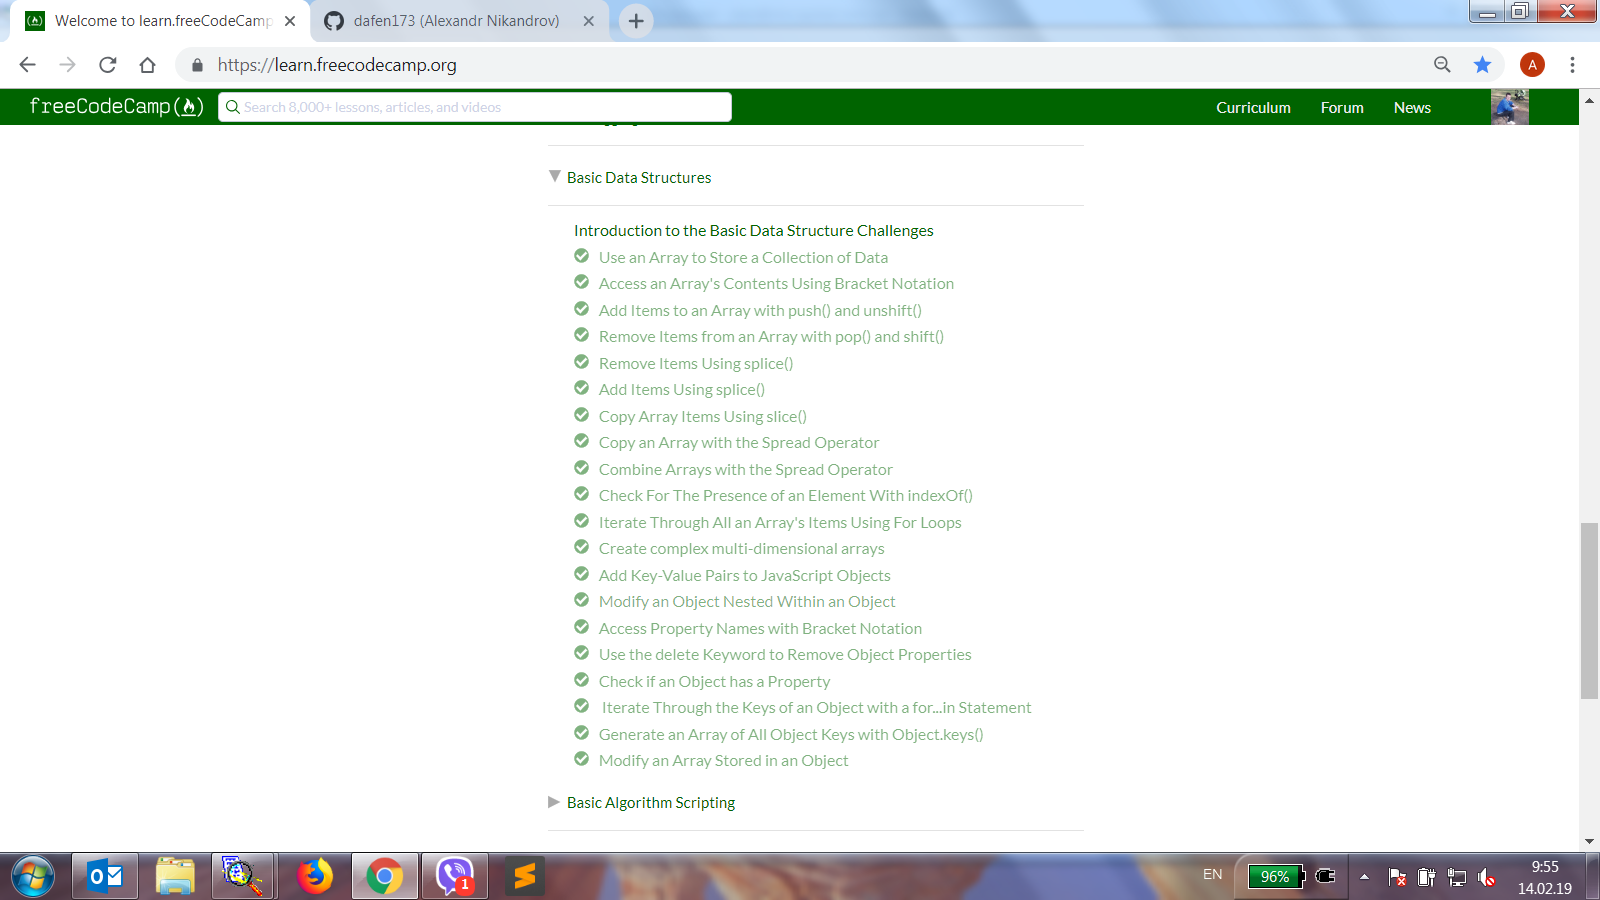 Welcome to learn.freeCodeCamp
dafen173 (Alexandr Nikandrov)
https://learn.freecodecamp.org
A
freeCodeCamp
Search 8,000+ lessons, articles, and videos
Curriculum
Forum
News
Basic Data Structures
Introduction to the Basic Data Structure Challenges
Use an Array to Store a Collection of Data
Access an Array's Contents Using Bracket Notation
Add Items to an Array with push() and unshift()
Remove Items from an Array with pop() and shift()
Remove Items Using splice()
Add Items Using splice()
Copy Array Items Using slice()
Copy an Array with the Spread Operator
Combine Arrays with the Spread Operator
Check For The Presence of an Element With indexOf()
Iterate Through All an Array's Items Using For Loops
Create complex multi-dimensional arrays
Add Key-Value Pairs to JavaScript Objects
Modify an Object Nested Within an Object
Access Property Names with Bracket Notation
Use the delete Keyword to Remove Object Properties
Check if an Object has a Property
Iterate Through the Keys of an Object with a for...in Statement
Generate an Array of All Object Keys with Object.keys()
Modify an Array Stored in an Object
Basic Algorithm Scripting
1
EN
96%
9:55
14.02.19